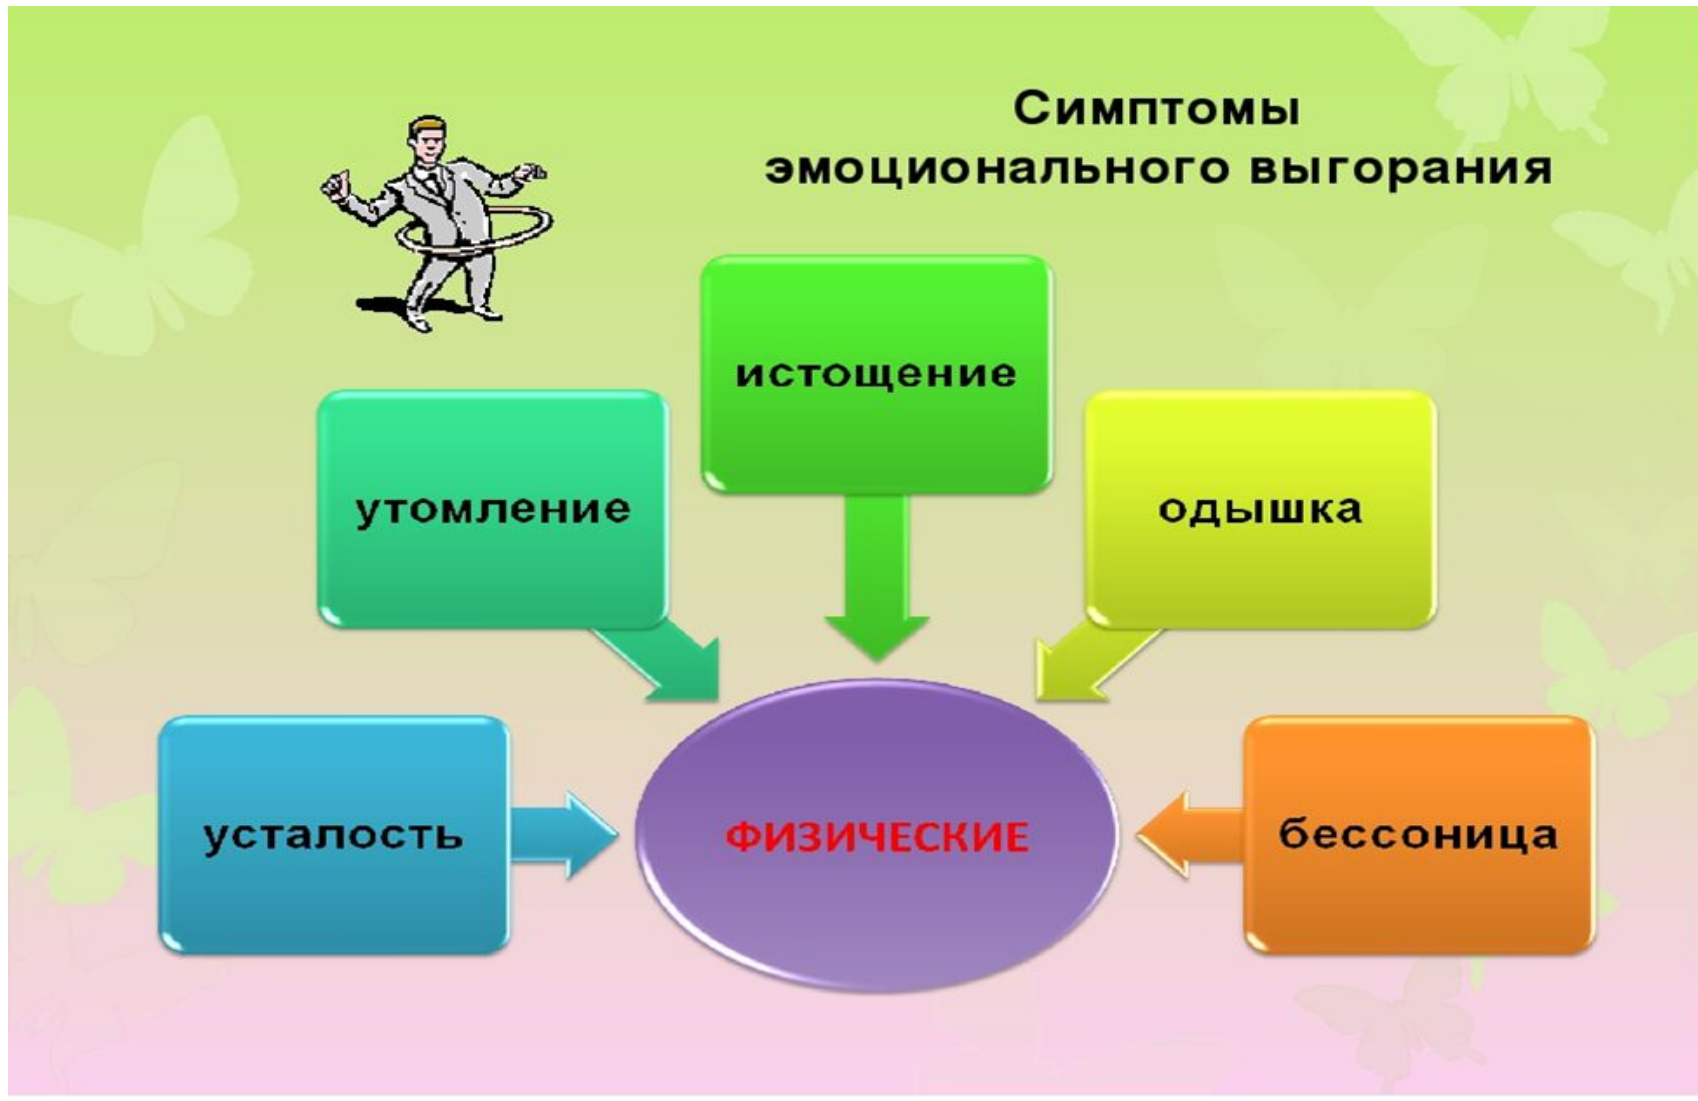 Симптомы
эмоционального выгорания
истощение
утомление
одышка
усталость
ФИЗИЧЕСКИЕ
бессоница